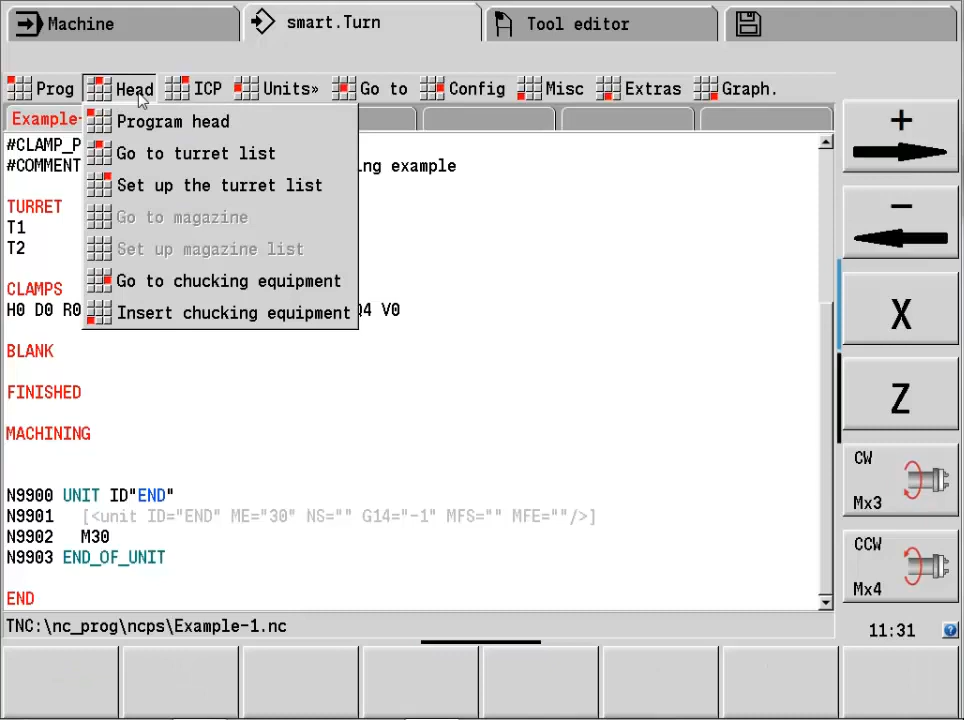 Machine
smart.Turn
Tool editor
Prog
Head
ICP
Units»
Go to
Config
Misc
Extras
Graph.
Example-
Program head
Go to turret list
Set up the turret list
Go to magazine
Set up magazine list
Go to chucking equipment
Insert chucking equipment
#CLAMP_P
#COMMENT ng example
TURRET
T1
T2
CLAMPS
H0 D0 R0 Q4 V0
BLANK
FINISHED
MACHINING
N9900 UNIT ID"END"
N9901 [<unit ID="END" ME="30" NS="" G14="-1" MFS="" MFE=""/>]
N9902 M30
N9903 END_OF_UNIT
END
TNC:\nc_prog\ncps\Example-1.nc
+
−
X
Z
CW
Mx3
CCW
Mx4
11:31
?